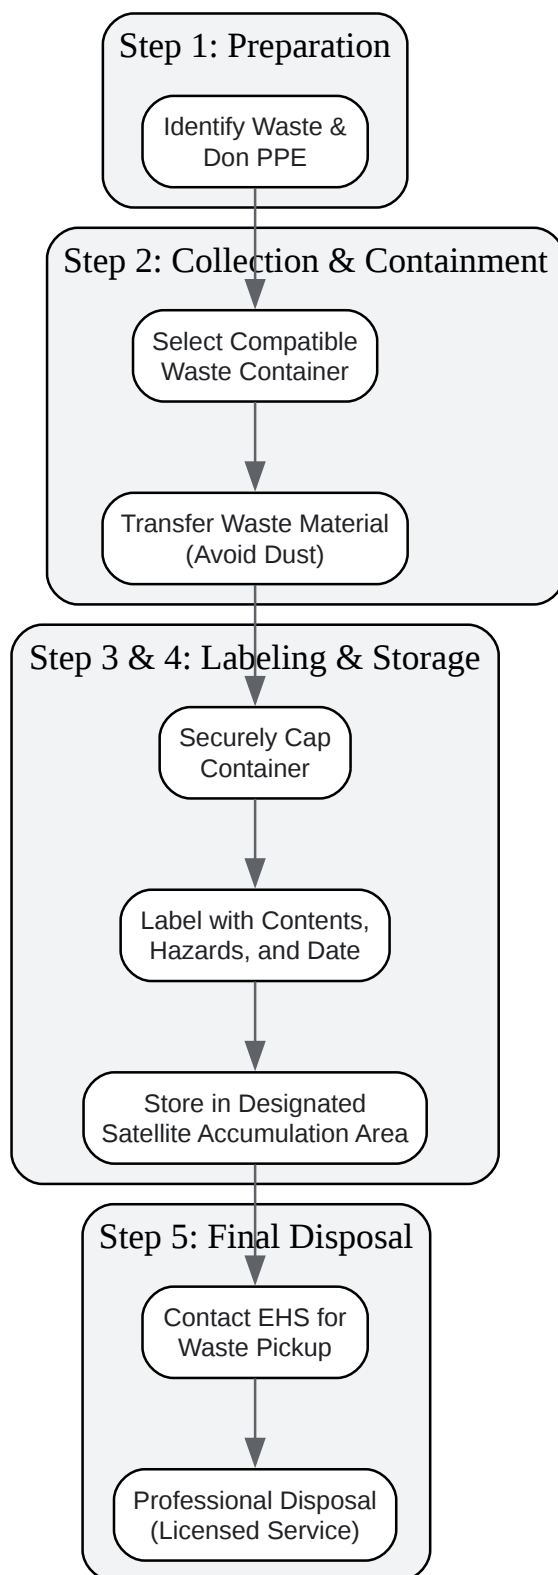 Step 1: Preparation
Identify Waste &
Don PPE
Step 2: Collection & Containment
Select Compatible
Waste Container
Transfer Waste Material
(Avoid Dust)
Step 3 & 4: Labeling & Storage
Securely Cap
Container
Label with Contents,
Hazards, and Date
Store in Designated
Satellite Accumulation Area
Step 5: Final Disposal
Contact EHS for
Waste Pickup
Professional Disposal
(Licensed Service)